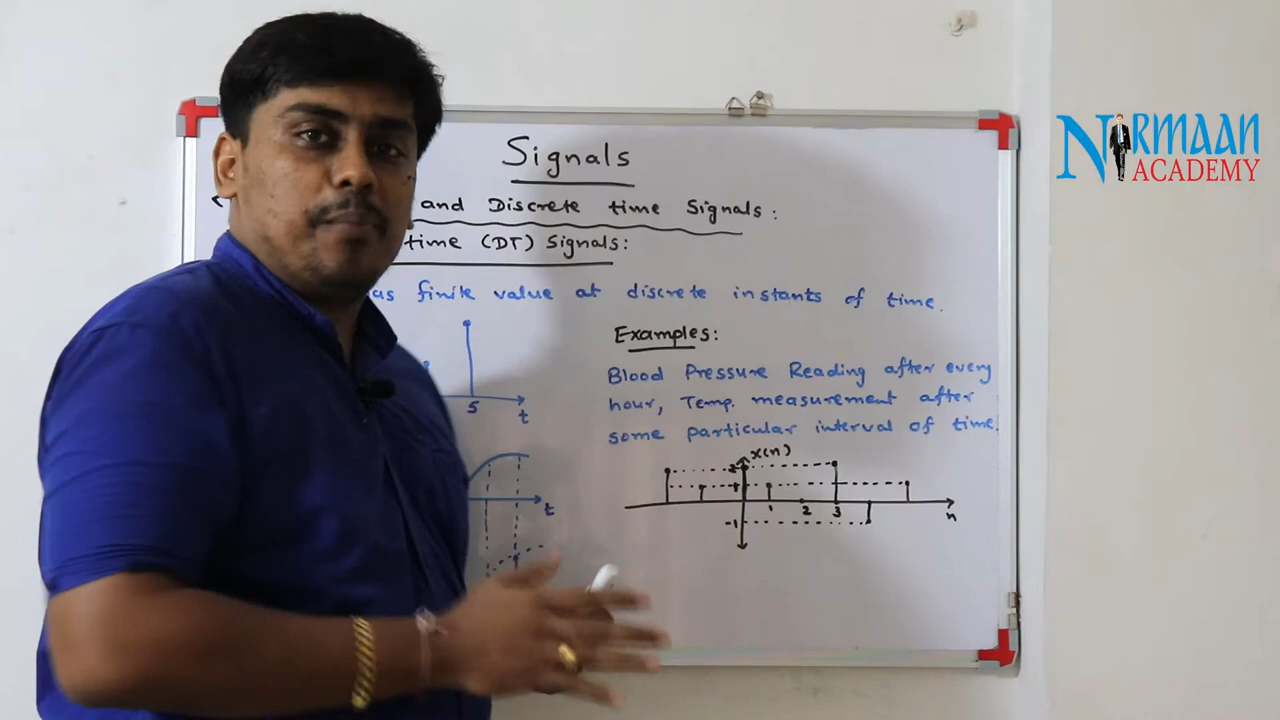 Signals
and Discrete time Signals:
time (DT) Signals:
as finite value at discrete instants of time.
Examples:
Blood Pressure Reading after every
hour, Temp. measurement after
some particular interval of time.
5
t
t
x(n)
2
1
1
2
3
-1
n
NIRMAAN
ACADEMY